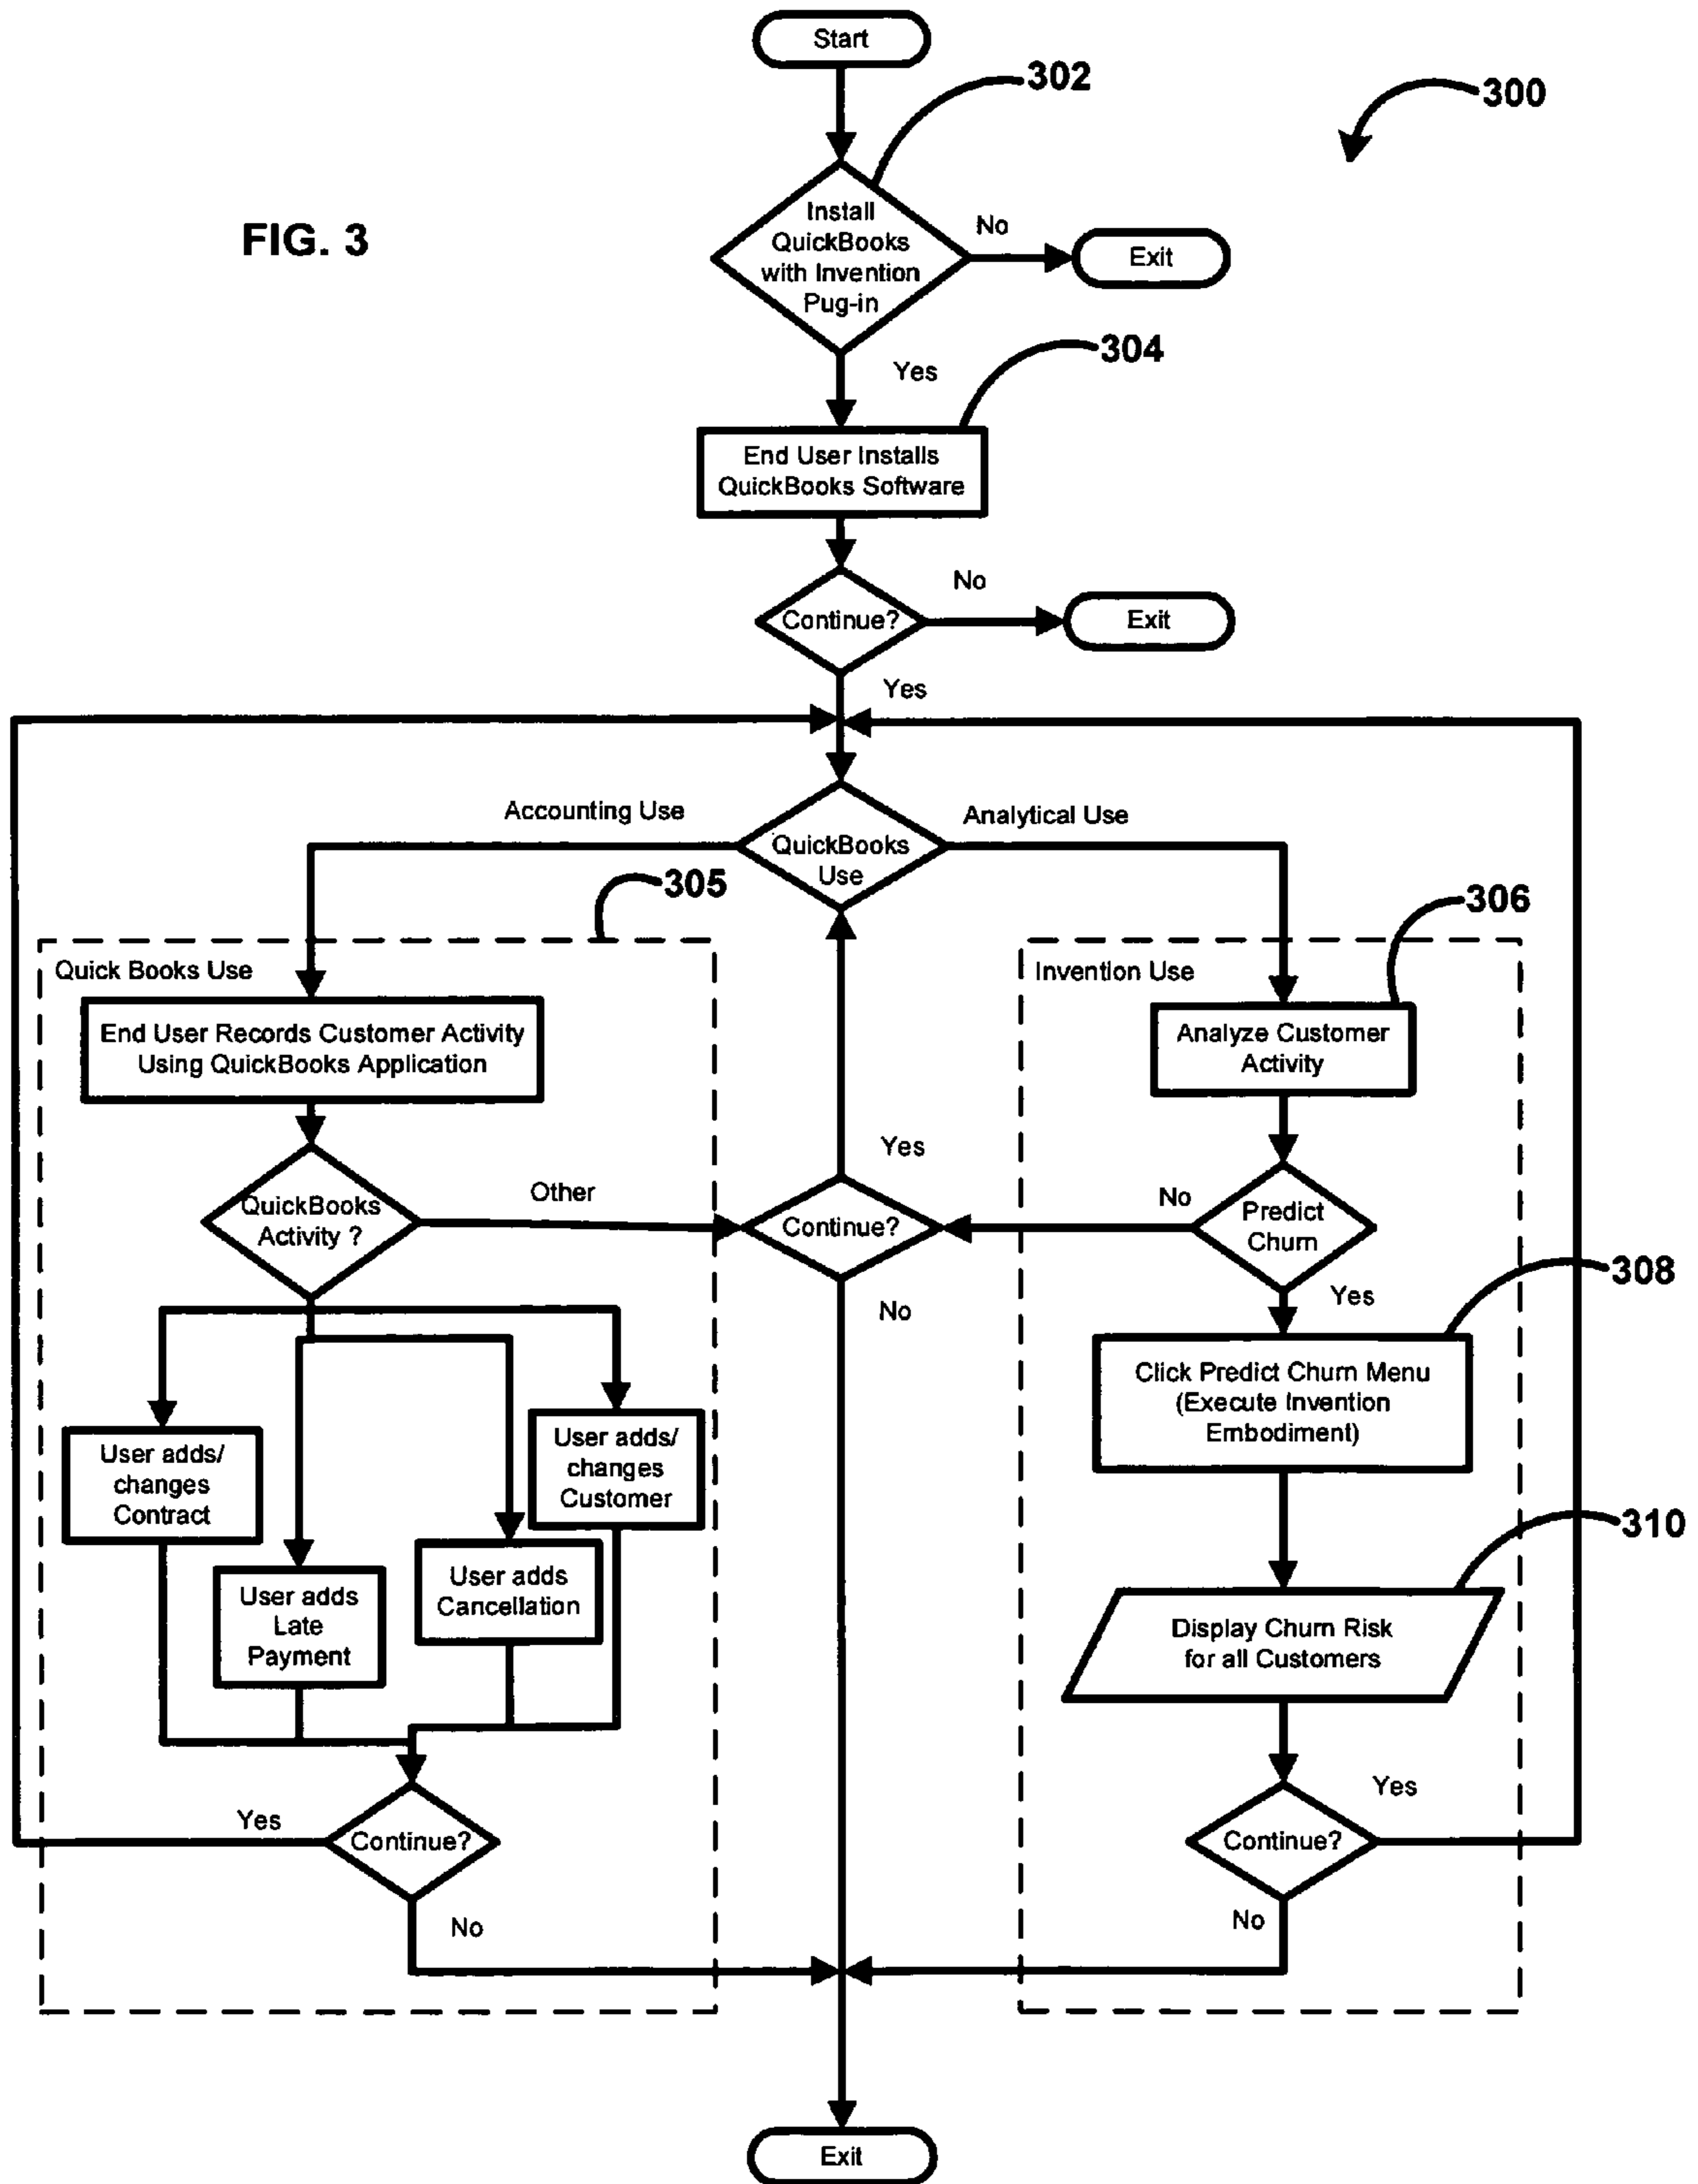 Start
302
300
FIG. 3
Install
QuickBooks
with Invention
Pug-in
No
Exit
Yes
304
End User Installs
QuickBooks Software
Continue?
No
Exit
Yes
Accounting Use
QuickBooks
Use
Analytical Use
305
306
Quick Books Use
End User Records Customer Activity
Using QuickBooks Application
QuickBooks
Activity ?
Other
User adds/
changes
Contract
User adds
Late
Payment
User adds
Cancellation
User adds/
changes
Customer
Yes
Continue?
No
Yes
Continue?
No
Invention Use
Analyze Customer
Activity
No
Predict
Churn
Yes
308
Click Predict Churn Menu
(Execute Invention
Embodiment)
310
Display Churn Risk
for all Customers
Yes
Continue?
No
Exit